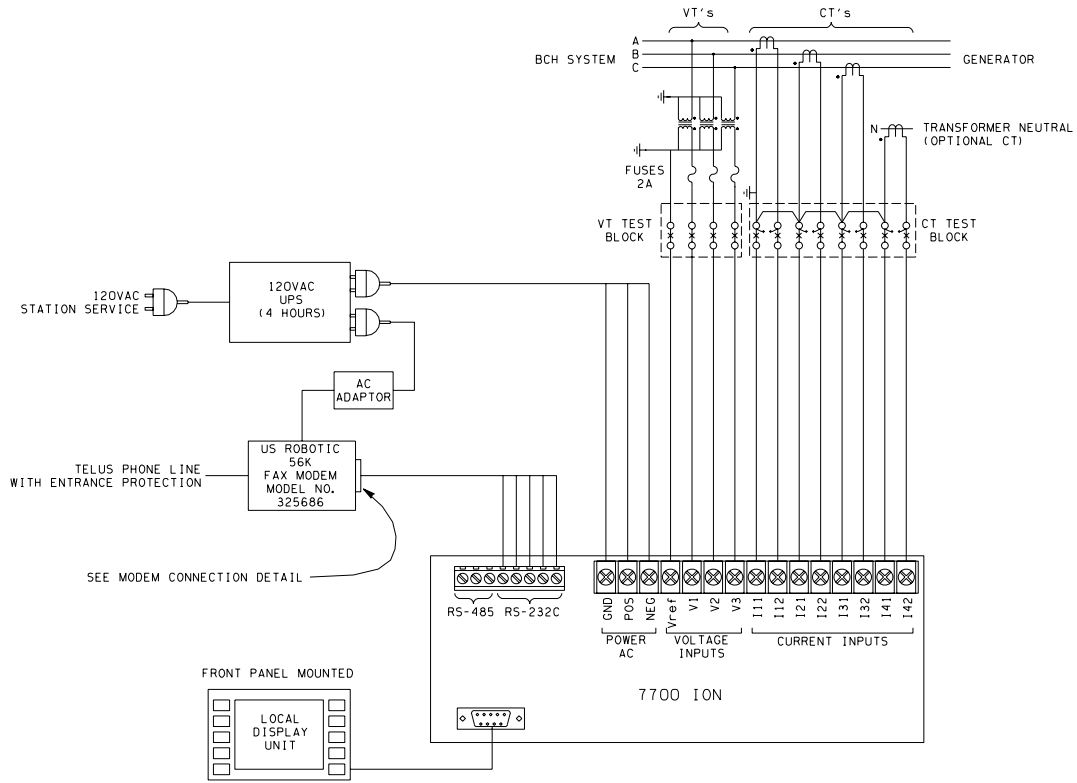 VT's
CT's
A
B
C
BCH SYSTEM
GENERATOR
N
TRANSFORMER NEUTRAL
(OPTIONAL CT)
FUSES
2A
VT TEST
BLOCK
CT TEST
BLOCK
120VAC
STATION SERVICE
120VAC
UPS
(4 HOURS)
AC
ADAPTOR
TELUS PHONE LINE
WITH ENTRANCE PROTECTION
US ROBOTIC
56K
FAX MODEM
MODEL NO.
325686
SEE MODEM CONNECTION DETAIL
RS-485
RS-232C
GND
POS
NEG
Vref
V1
V2
V3
I11
I12
I21
I22
I31
I32
I41
I42
POWER
AC
VOLTAGE
INPUTS
CURRENT INPUTS
7700 ION
FRONT PANEL MOUNTED
LOCAL
DISPLAY
UNIT